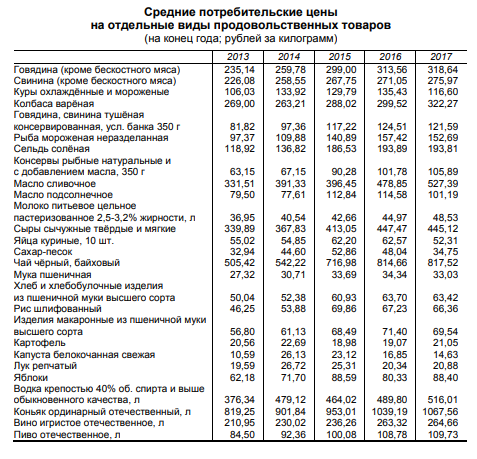 Средние потребительские цены
на отдельные виды продовольственных товаров
(на конец года; рублей за килограмм)
2013 2014 2015 2016 2017
Говядина (кроме бескостного мяса) 235,14 259,78 299,00 313,56 318,64
Свинина (кроме бескостного мяса) 226,08 258,55 267,75 271,05 275,97
Куры охлаждённые и мороженые 106,03 133,92 129,79 135,43 116,60
Колбаса варёная 269,00 263,21 288,02 299,52 322,27
Говядина, свинина тушёная
консервированная, усл. банка 350 г 81,82 97,36 117,22 124,51 121,59
Рыба мороженая неразделанная 97,37 109,88 140,89 157,42 152,69
Сельдь солёная 118,92 136,82 186,53 193,89 193,81
Консервы рыбные натуральные и
с добавлением масла, 350 г 63,15 67,15 90,28 101,78 105,89
Масло сливочное 331,51 391,33 396,45 478,85 527,39
Масло подсолнечное 79,50 77,61 112,84 114,58 101,19
Молоко питьевое цельное
пастеризованное 2,5-3,2% жирности, л 36,95 40,54 42,66 44,97 48,53
Сыры сычужные твёрдые и мягкие 339,89 367,83 413,05 447,47 445,12
Яйца куриные, 10 шт. 55,02 54,85 62,20 62,57 52,31
Сахар-песок 32,94 44,60 52,86 48,04 34,75
Чай чёрный, байховый 505,42 542,22 716,98 814,66 817,52
Мука пшеничная 27,32 30,71 33,69 34,34 33,03
Хлеб и хлебобулочные изделия
из пшеничной муки высшего сорта 50,04 52,38 60,93 63,70 63,42
Рис шлифованный 46,25 53,88 69,86 67,23 66,36
Изделия макаронные из пшеничной муки
высшего сорта 56,80 61,13 68,49 71,40 69,54
Картофель 20,56 22,69 18,98 19,07 21,05
Капуста белокочанная свежая 10,59 26,13 23,12 16,85 14,63
Лук репчатый 19,59 26,72 25,31 20,34 20,88
Яблоки 62,18 71,70 88,59 80,33 88,40
Водка крепостью 40% об. спирта и выше
обыкновенного качества, л 376,34 479,12 464,02 489,80 516,01
Коньяк ординарный отечественный, л 819,25 901,84 953,01 1039,19 1067,56
Вино игристое отечественное, л 210,95 230,02 236,26 263,32 264,66
Пиво отечественное, л 84,50 92,36 100,08 108,78 109,73